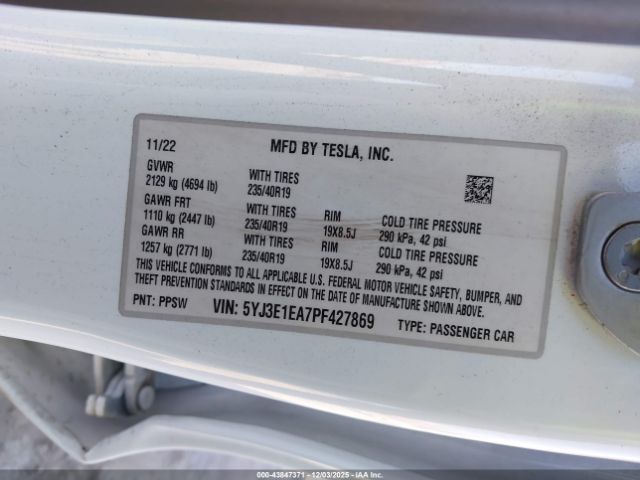 11/22 MFD BY TESLA, INC.
GVWR WITH TIRES
2129 kg (4694 lb) 235/40R19
GAWR FRT WITH TIRES RIM COLD TIRE PRESSURE
1110 kg (2447 lb) 235/40R19 19X8.5J 290 kPa, 42 psi
GAWR RR WITH TIRES RIM COLD TIRE PRESSURE
1257 kg (2771 lb) 235/40R19 19X8.5J 290 kPa, 42 psi
THIS VEHICLE CONFORMS TO ALL APPLICABLE U.S. FEDERAL MOTOR VEHICLE SAFETY, BUMPER, AND
THEFT PREVENTION STANDARDS IN EFFECT ON THE DATE OF MANUFACTURE SHOWN ABOVE.
PNT: PPSW VIN: 5YJ3E1EA7PF427869 TYPE: PASSENGER CAR
000-43847371 - 12/03/2025 - IAAI.COM